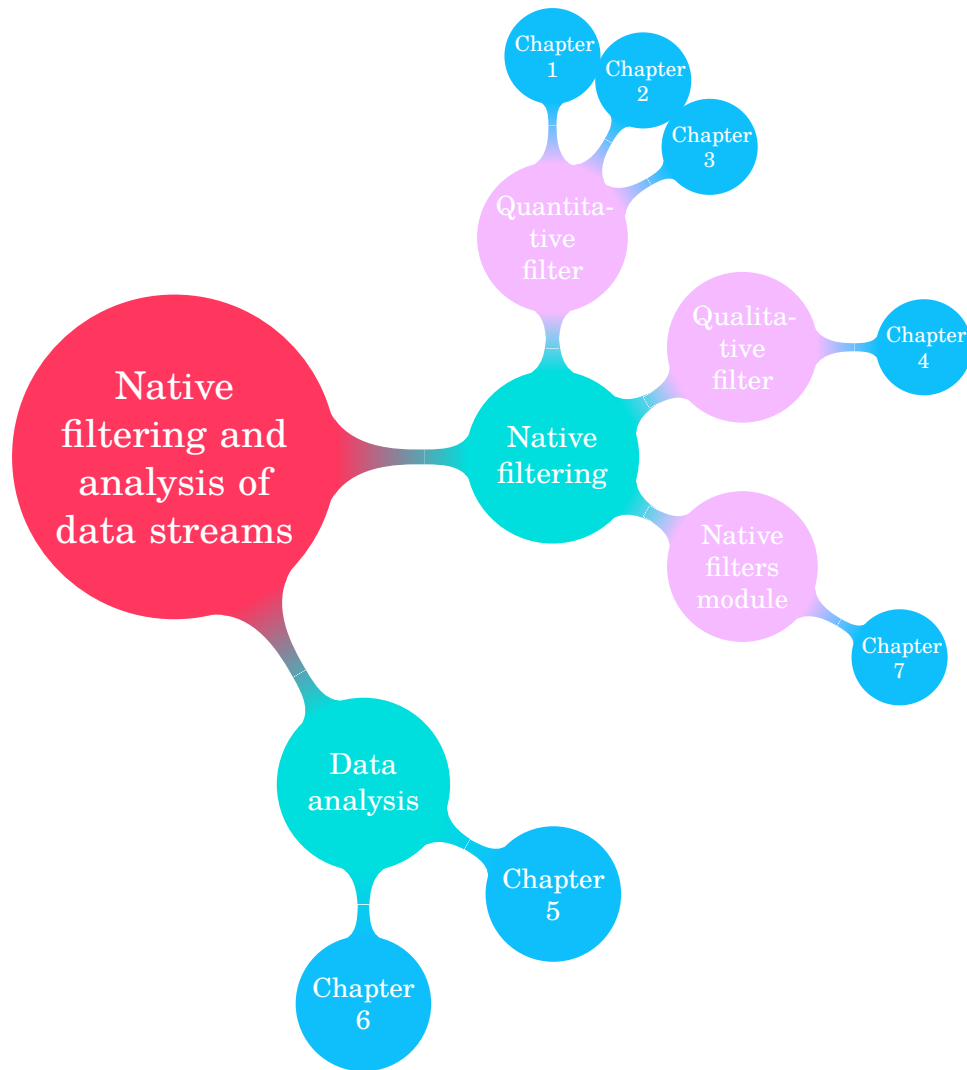 Chapter
1
Chapter
2
Chapter
3
Quantita-
tive
filter
Qualita-
tive
filter
Chapter
4
Native
filtering and
analysis of
data streams
Native
filtering
Native
filters
module
Chapter
7
Data
analysis
Chapter
5
Chapter
6